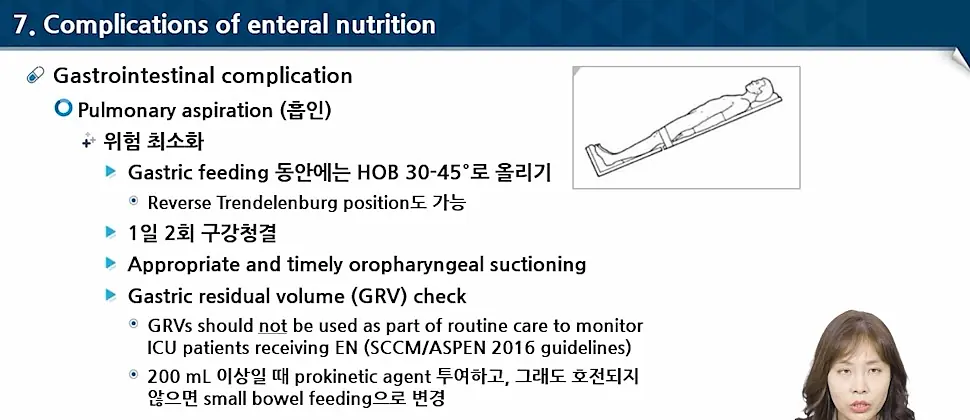 7. Complications of enteral nutrition
Gastrointestinal complication
Pulmonary aspiration (흡인)
위험 최소화
Gastric feeding 동안에는 HOB 30-45°로 올리기
Reverse Trendelenburg position도 가능
1일 2회 구강청결
Appropriate and timely oropharyngeal suctioning
Gastric residual volume (GRV) check
GRVs should not be used as part of routine care to monitor
ICU patients receiving EN (SCCM/ASPEN 2016 guidelines)
200 mL 이상일 때 prokinetic agent 투여하고, 그래도 호전되지
않으면 small bowel feeding으로 변경